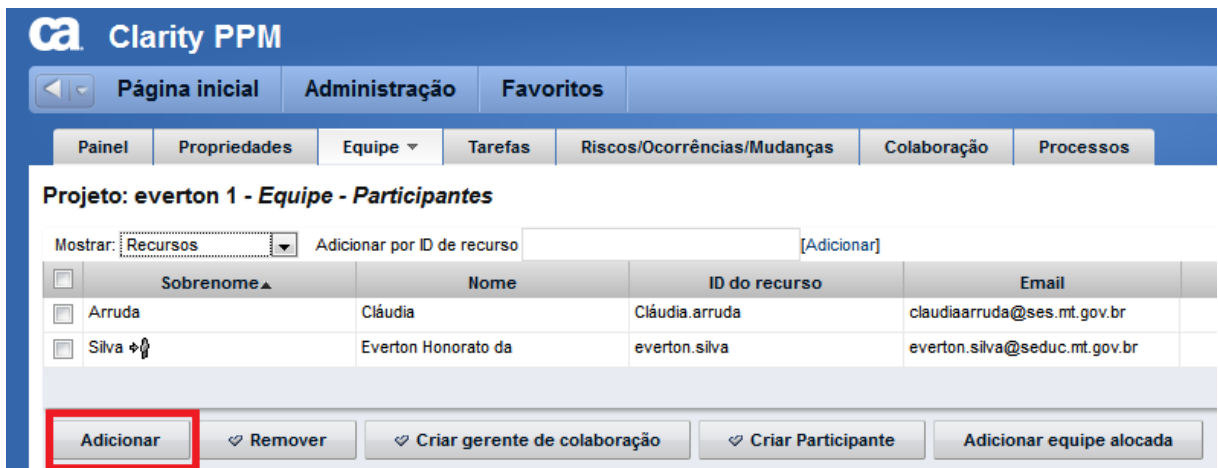 ca Clarity PPM
Página inicial Administração Favoritos
Painel Propriedades Equipe Tarefas Riscos/Ocorrências/Mudanças Colaboração Processos
Projeto: everton 1 - Equipe - Participantes
Mostrar: Recursos Adicionar por ID de recurso [Adicionar]
Sobrenome Nome ID do recurso Email
Arruda Cláudia Cláudia.arruda claudiaarruda@ses.mt.gov.br
Silva Everton Honorato da everton.silva everton.silva@seduc.mt.gov.br
Adicionar Remover Criar gerente de colaboração Criar Participante Adicionar equipe alocada